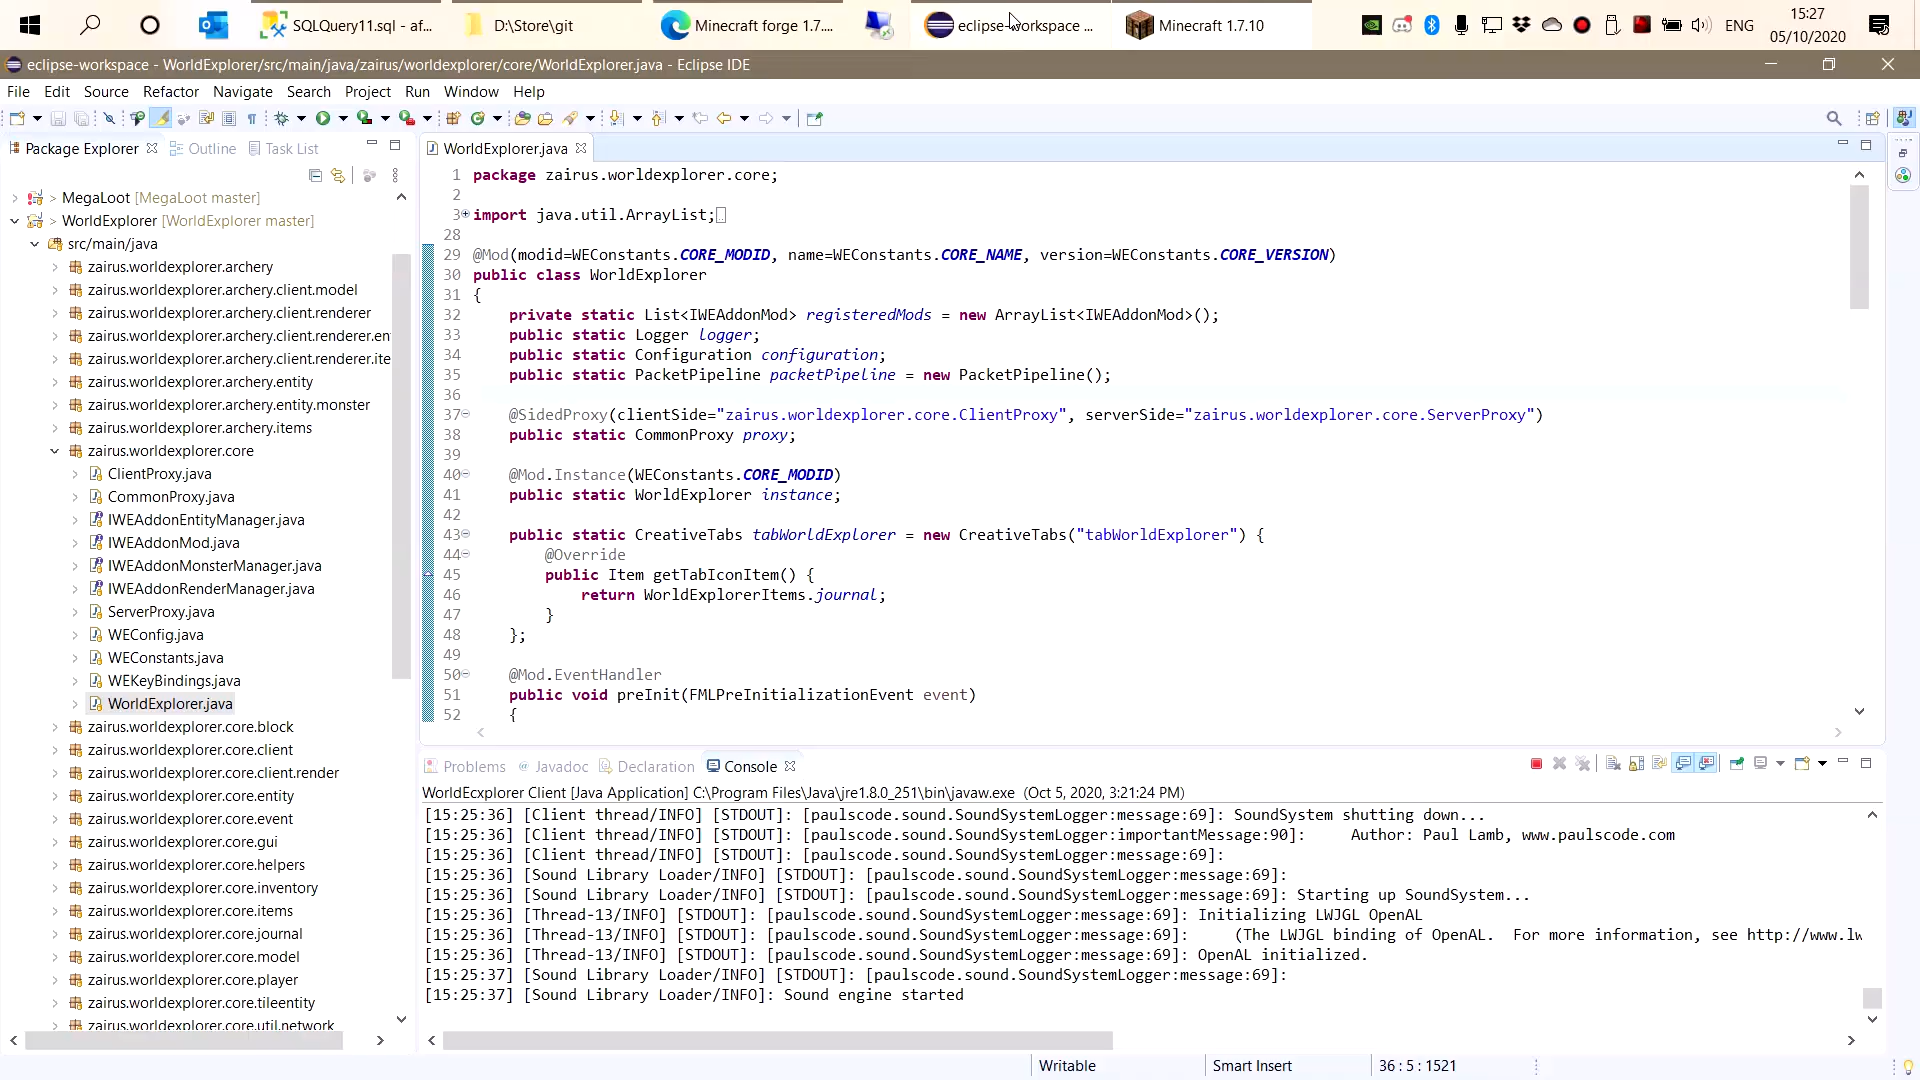 SQLQuery11.sql - af...
D:\Store\git
Minecraft forge 1.7....
eclipse-workspace ...
Minecraft 1.7.10
ENG
15:27
05/10/2020
eclipse-workspace - WorldExplorer/src/main/java/zairus/worldexplorer/core/WorldExplorer.java - Eclipse IDE
File Edit Source Refactor Navigate Search Project Run Window Help
Package Explorer Outline Task List
> MegaLoot [MegaLoot master]
> WorldExplorer [WorldExplorer master]
src/main/java
zairus.worldexplorer.archery
zairus.worldexplorer.archery.client.model
zairus.worldexplorer.archery.client.renderer
zairus.worldexplorer.archery.client.renderer.en
zairus.worldexplorer.archery.client.renderer.ite
zairus.worldexplorer.archery.entity
zairus.worldexplorer.archery.entity.monster
zairus.worldexplorer.archery.items
zairus.worldexplorer.core
ClientProxy.java
CommonProxy.java
IWEAddonEntityManager.java
IWEAddonMod.java
IWEAddonMonsterManager.java
IWEAddonRenderManager.java
ServerProxy.java
WEConfig.java
WEConstants.java
WEKeyBindings.java
WorldExplorer.java
zairus.worldexplorer.core.block
zairus.worldexplorer.core.client
zairus.worldexplorer.core.client.render
zairus.worldexplorer.core.entity
zairus.worldexplorer.core.event
zairus.worldexplorer.core.gui
zairus.worldexplorer.core.helpers
zairus.worldexplorer.core.inventory
zairus.worldexplorer.core.items
zairus.worldexplorer.core.journal
zairus.worldexplorer.core.model
zairus.worldexplorer.core.player
zairus.worldexplorer.core.tileentity
zairus.worldexplorer.core.util.network
WorldExplorer.java
1 package zairus.worldexplorer.core;
2
3 import java.util.ArrayList;
28
29 @Mod(modid=WEConstants.CORE_MODID, name=WEConstants.CORE_NAME, version=WEConstants.CORE_VERSION)
30 public class WorldExplorer
31 {
32 private static List<IWEAddonMod> registeredMods = new ArrayList<IWEAddonMod>();
33 public static Logger logger;
34 public static Configuration configuration;
35 public static PacketPipeline packetPipeline = new PacketPipeline();
36
37 @SidedProxy(clientSide="zairus.worldexplorer.core.ClientProxy", serverSide="zairus.worldexplorer.core.ServerProxy")
38 public static CommonProxy proxy;
39
40 @Mod.Instance(WEConstants.CORE_MODID)
41 public static WorldExplorer instance;
42
43 public static CreativeTabs tabWorldExplorer = new CreativeTabs("tabWorldExplorer") {
44 @Override
45 public Item getTabIconItem() {
46 return WorldExplorerItems.journal;
47 }
48 };
49
50 @Mod.EventHandler
51 public void preInit(FMLPreInitializationEvent event)
52 {
Problems Javadoc Declaration Console
WorldEcxplorer Client [Java Application] C:\Program Files\Java\jre1.8.0_251\bin\javaw.exe (Oct 5, 2020, 3:21:24 PM)
[15:25:36] [Client thread/INFO] [STDOUT]: [paulscode.sound.SoundSystemLogger:message:69]: SoundSystem shutting down...
[15:25:36] [Client thread/INFO] [STDOUT]: [paulscode.sound.SoundSystemLogger:importantMessage:90]: Author: Paul Lamb, www.paulscode.com
[15:25:36] [Client thread/INFO] [STDOUT]: [paulscode.sound.SoundSystemLogger:message:69]:
[15:25:36] [Sound Library Loader/INFO] [STDOUT]: [paulscode.sound.SoundSystemLogger:message:69]:
[15:25:36] [Sound Library Loader/INFO] [STDOUT]: [paulscode.sound.SoundSystemLogger:message:69]: Starting up SoundSystem...
[15:25:36] [Thread-13/INFO] [STDOUT]: [paulscode.sound.SoundSystemLogger:message:69]: Initializing LWJGL OpenAL
[15:25:36] [Thread-13/INFO] [STDOUT]: [paulscode.sound.SoundSystemLogger:message:69]: (The LWJGL binding of OpenAL. For more information, see http://www.lw
[15:25:36] [Thread-13/INFO] [STDOUT]: [paulscode.sound.SoundSystemLogger:message:69]: OpenAL initialized.
[15:25:37] [Sound Library Loader/INFO] [STDOUT]: [paulscode.sound.SoundSystemLogger:message:69]:
[15:25:37] [Sound Library Loader/INFO]: Sound engine started
Writable Smart Insert 36 : 5 : 1521